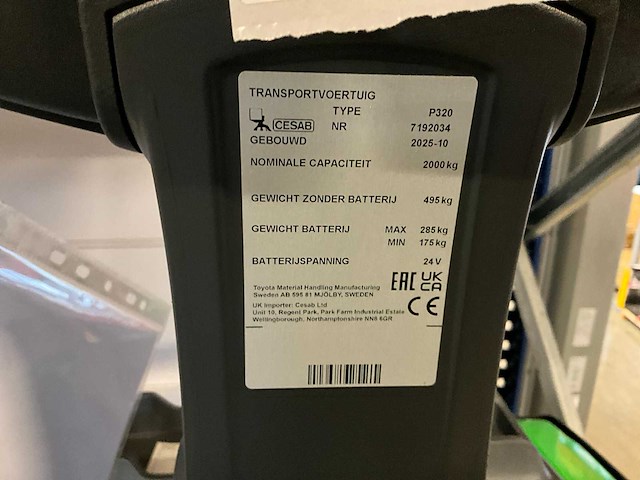 TRANSPORTVOERTUIG
TYPE P320
CESAB NR 7192034
GEBOUWD 2025-10
NOMINALE CAPACITEIT 2000 kg
GEWICHT ZONDER BATTERIJ 495 kg
GEWICHT BATTERIJ MAX 285 kg
MIN 175 kg
BATTERIJSPANNING 24 V
Toyota Material Handling Manufacturing
Sweden AB 595 81 MJÖLBY, SWEDEN
EAC UK CA
UK Importer: Cesab Ltd
Unit 10, Regent Park, Park Farm Industrial Estate
Wellingborough, Northamptonshire NN8 6GR
CE